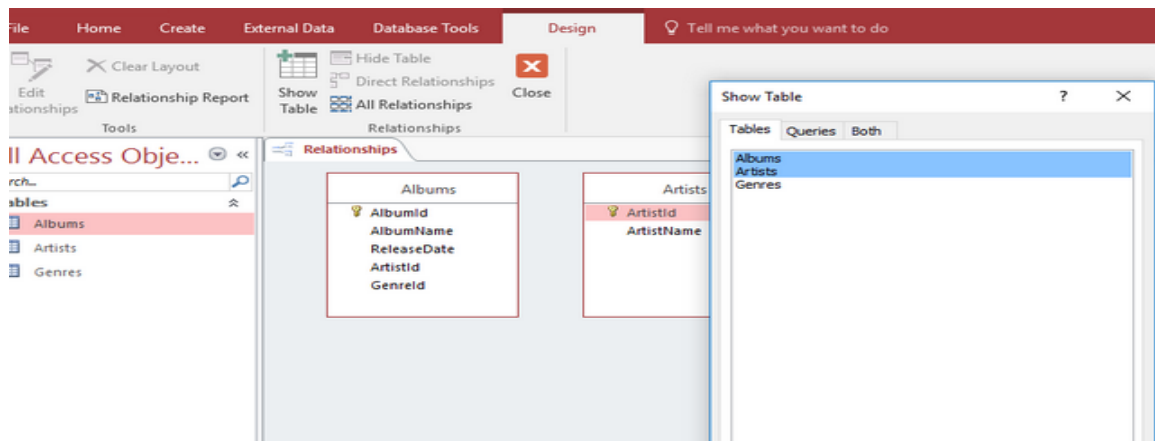 File Home Create External Data Database Tools Design Tell me what you want to do
Clear Layout
Edit
Relationship Report
Tools
Show
Table
Hide Table
Direct Relationships
All Relationships
Close
Relationships
Show Table ? ×
Tables Queries Both
Albums
Artists
Genres
ll Access Obje... «
Albums
Artists
Genres
Relationships
Albums
AlbumId
AlbumName
ReleaseDate
ArtistId
GenreId
Artists
ArtistId
ArtistName